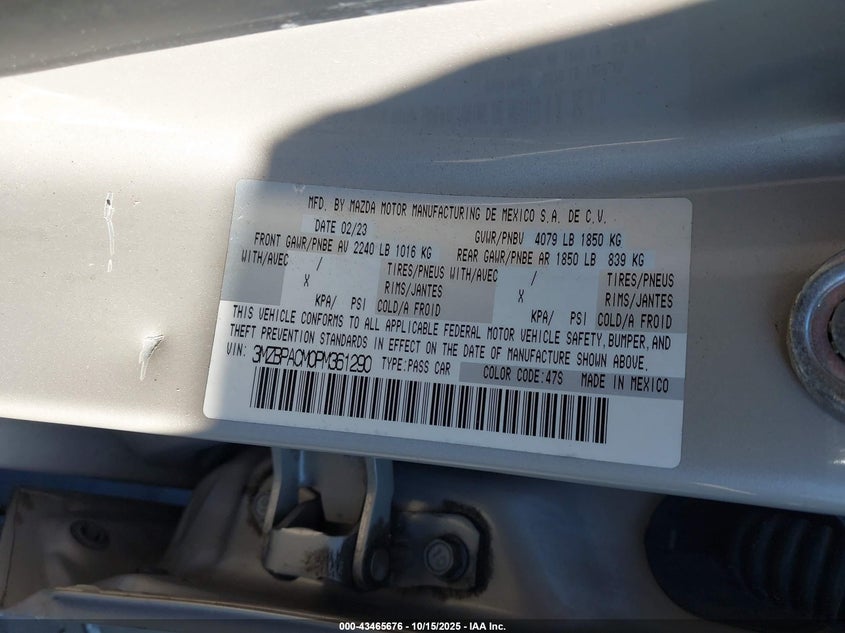 MFD. BY MAZDA MOTOR MANUFACTURING DE MEXICO S.A. DE C.V.
DATE 02/23 GVWR/PNBV 4079 LB 1850 KG
FRONT GAWR/PNBE AV 2240 LB 1016 KG REAR GAWR/PNBE AR 1850 LB 839 KG
WITH/AVEC / TIRES/PNEUS WITH/AVEC / TIRES/PNEUS
X RIMS/JANTES X RIMS/JANTES
KPA/ PSI COLD/A FROID KPA/ PSI COLD/A FROID
THIS VEHICLE CONFORMS TO ALL APPLICABLE FEDERAL MOTOR VEHICLE SAFETY, BUMPER, AND
THEFT PREVENTION STANDARDS IN EFFECT ON THE DATE OF MANUFACTURE SHOWN ABOVE.
VIN: 3MZBPACM0PM361290 TYPE:PASS CAR COLOR CODE:47S MADE IN MEXICO
000-43465676 | 10/15/2025 - IAA Inc.